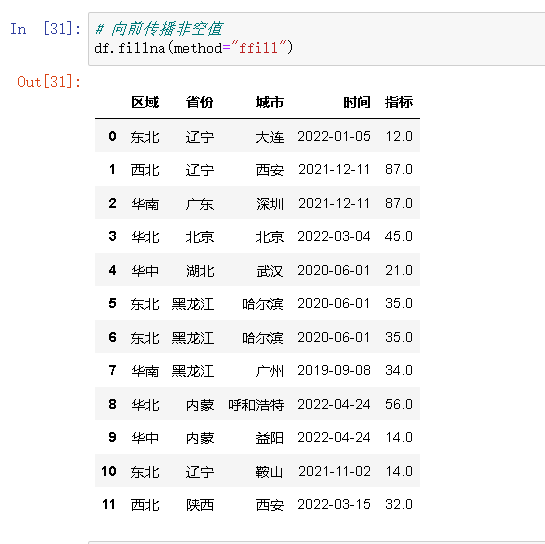 In [31]: # 向前传播非空值
df.fillna(method="ffill")
Out[31]:
区域 省份 城市 时间 指标
0 东北 辽宁 大连 2022-01-05 12.0
1 西北 辽宁 西安 2021-12-11 87.0
2 华南 广东 深圳 2021-12-11 87.0
3 华北 北京 北京 2022-03-04 45.0
4 华中 湖北 武汉 2020-06-01 21.0
5 东北 黑龙江 哈尔滨 2020-06-01 35.0
6 东北 黑龙江 哈尔滨 2020-06-01 35.0
7 华南 黑龙江 广州 2019-09-08 34.0
8 华北 内蒙 呼和浩特 2022-04-24 56.0
9 华中 内蒙 益阳 2022-04-24 14.0
10 东北 辽宁 鞍山 2021-11-02 14.0
11 西北 陕西 西安 2022-03-15 32.0